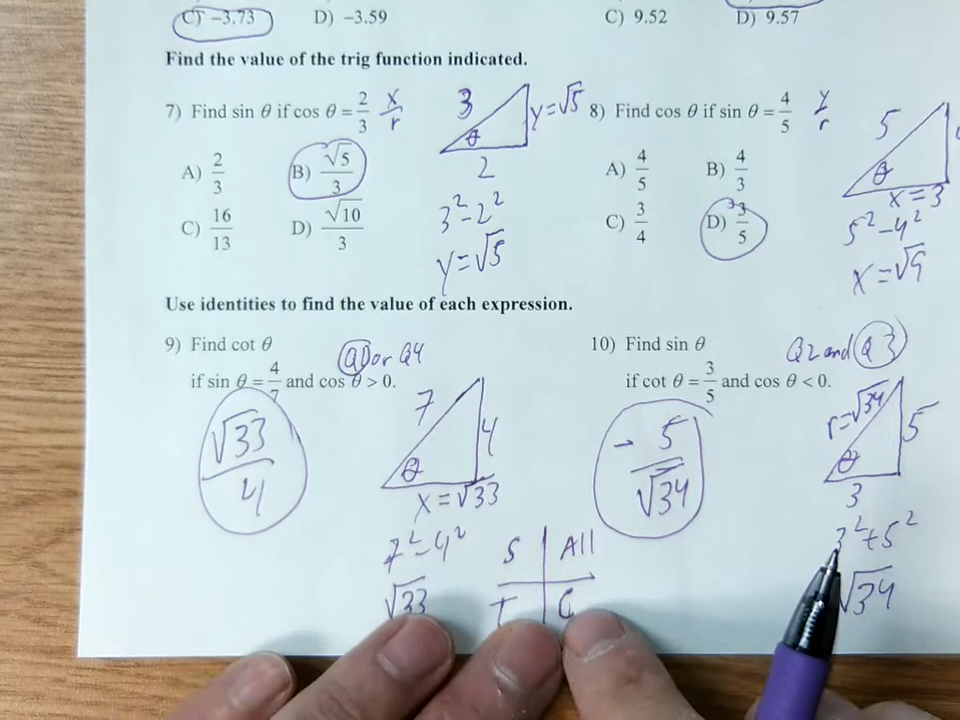 C) −3.73 D) −3.59 C) 9.52 D) 9.57
Find the value of the trig function indicated.
7) Find sin θ if cos θ = 2/3 x/r
A) 2/3 B) √5/3
C) 16/13 D) √10/3
3 θ 2 y=√5
3²-2²
y=√5
8) Find cos θ if sin θ = 4/5 y/r
A) 4/5 B) 4/3
C) 3/4 D) 3/5
5 θ x=3
5²-4²
x=√9
Use identities to find the value of each expression.
9) Find cot θ Q1 or Q4
if sin θ = 4/7 and cos θ > 0.
√33/4
7 4 θ
x=√33
7²-4²
√33
S All
T C
10) Find sin θ Q2 and Q3
if cot θ = 3/5 and cos θ < 0.
- 5/√34
r=√34 5 θ
3
3²+5²
√34